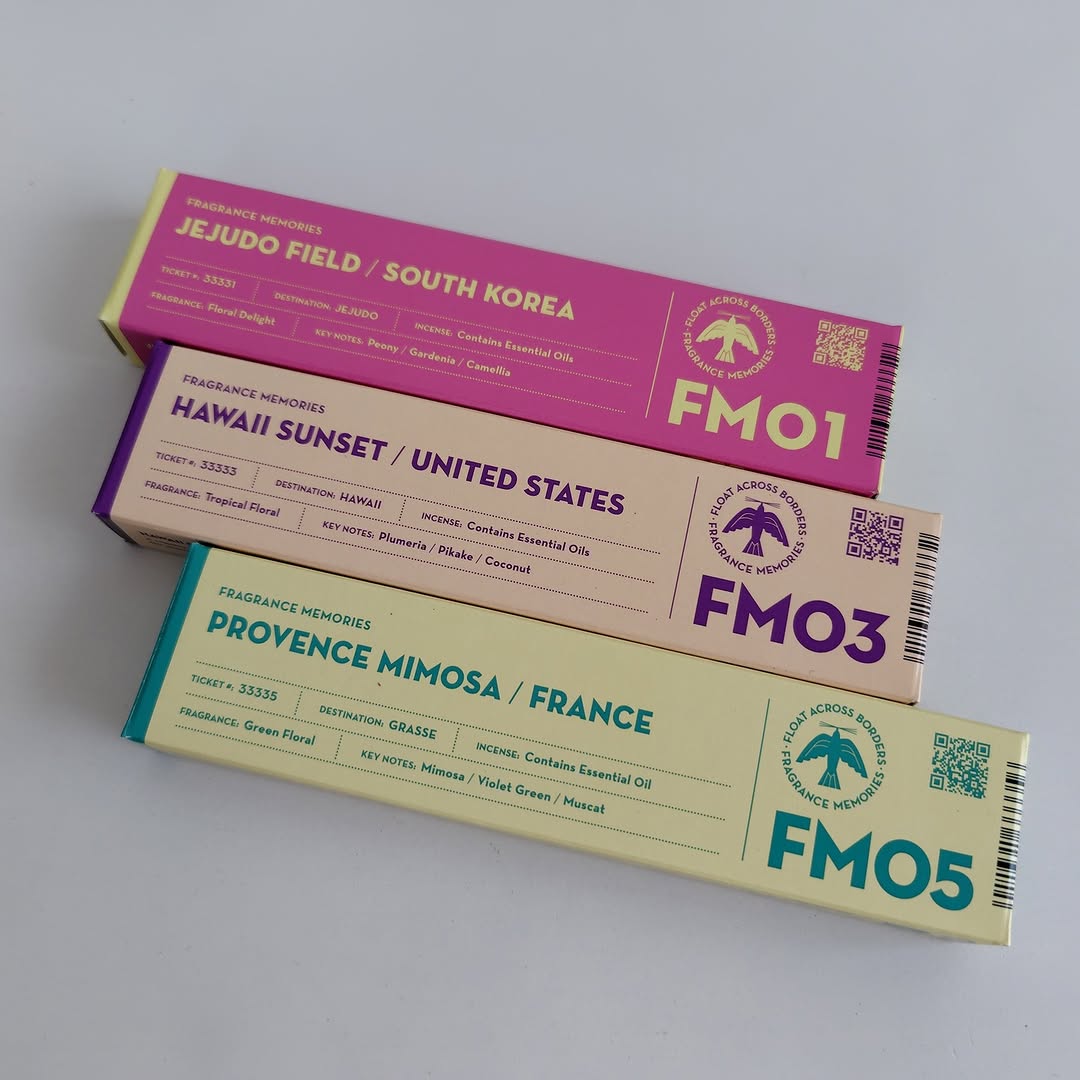 FRAGRANCE MEMORIES
JEJUDO FIELD / SOUTH KOREA
TICKET #: 33331 DESTINATION: JEJUDO INCENSE: Contains Essential Oils
FRAGRANCE: Floral Delight KEY NOTES: Peony / Gardenia / Camellia
· FLOAT ACROSS BORDERS · FRAGRANCE MEMORIES
FM01
FRAGRANCE MEMORIES
HAWAII SUNSET / UNITED STATES
TICKET #: 33333 DESTINATION: HAWAII INCENSE: Contains Essential Oils
FRAGRANCE: Tropical Floral KEY NOTES: Plumeria / Pikake / Coconut
· FLOAT ACROSS BORDERS · FRAGRANCE MEMORIES
FM03
FRAGRANCE MEMORIES
PROVENCE MIMOSA / FRANCE
TICKET #: 33335 DESTINATION: GRASSE INCENSE: Contains Essential Oil
FRAGRANCE: Green Floral KEY NOTES: Mimosa / Violet Green / Muscat
· FLOAT ACROSS BORDERS · FRAGRANCE MEMORIES
FM05